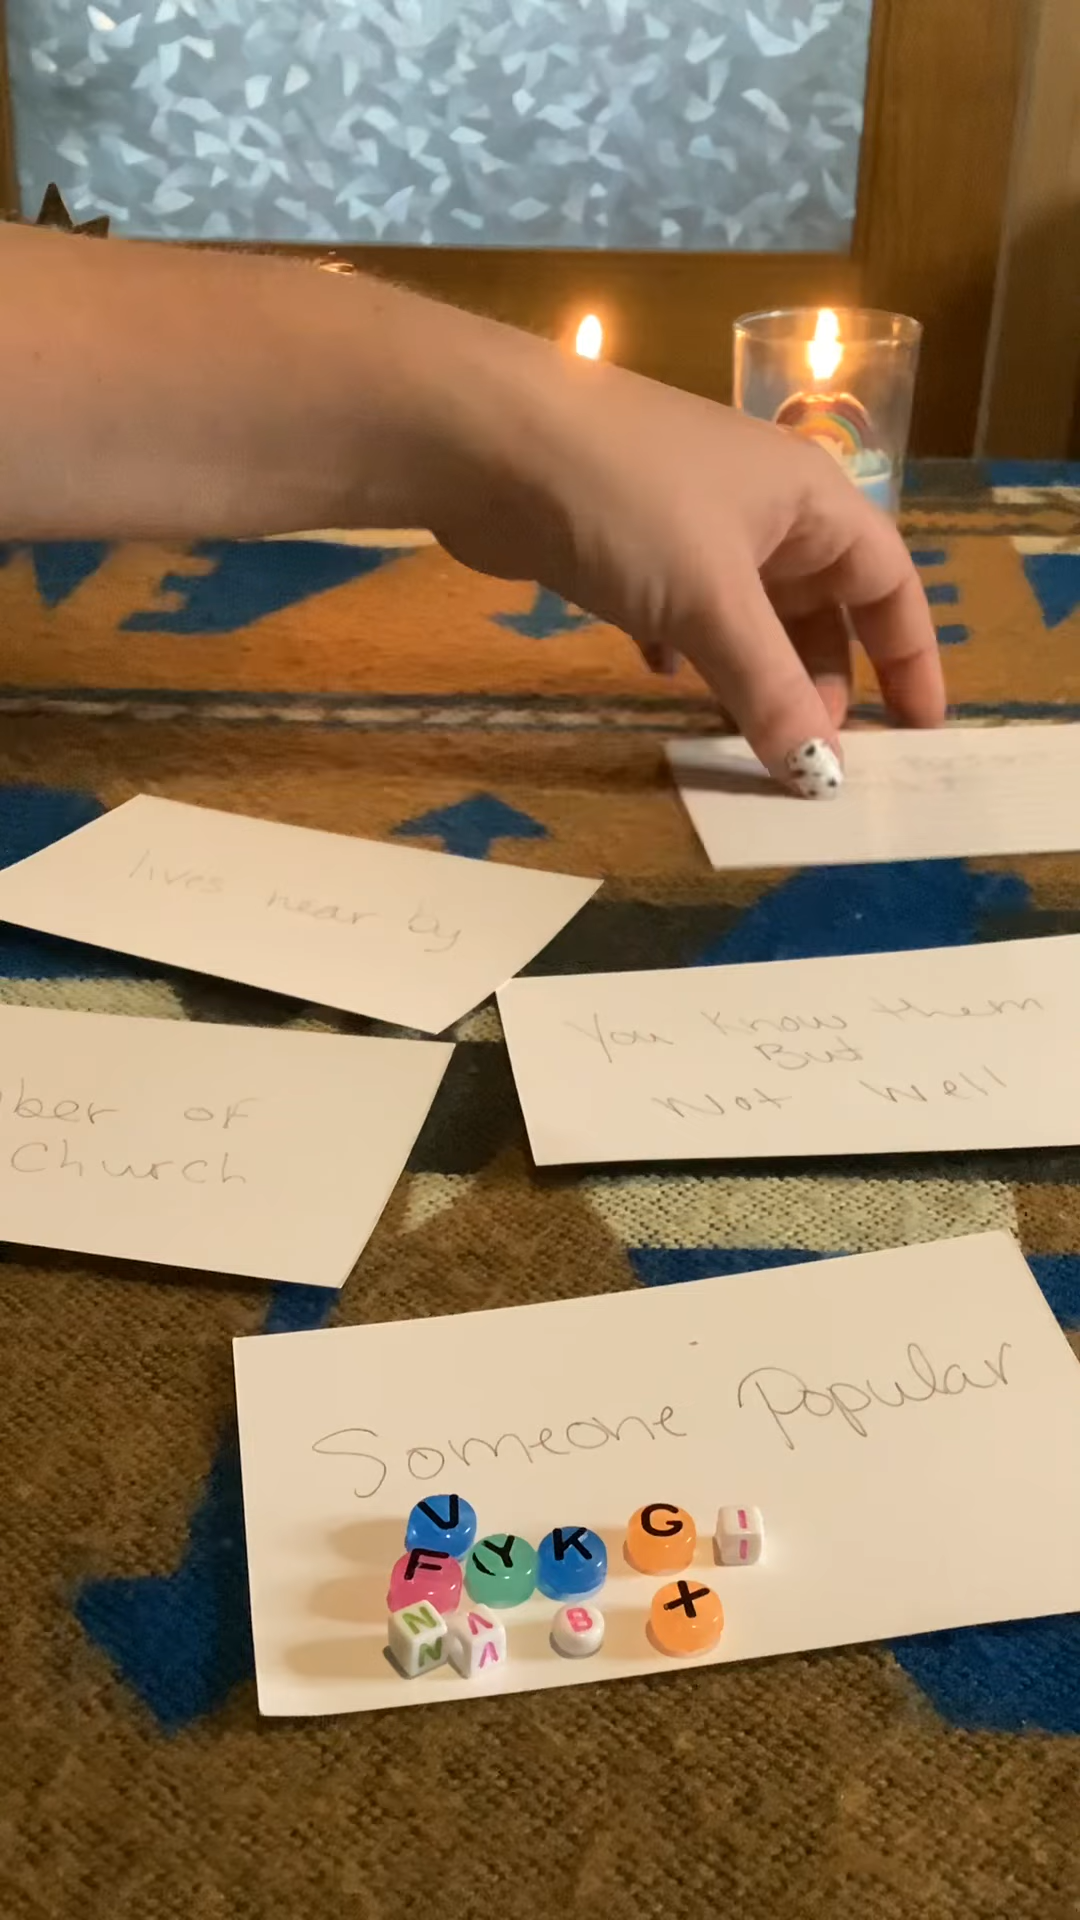 lives near by
You Know them
But
Not Well
ber of
Church
Someone Popular
V G I
F Y K
N Λ B X